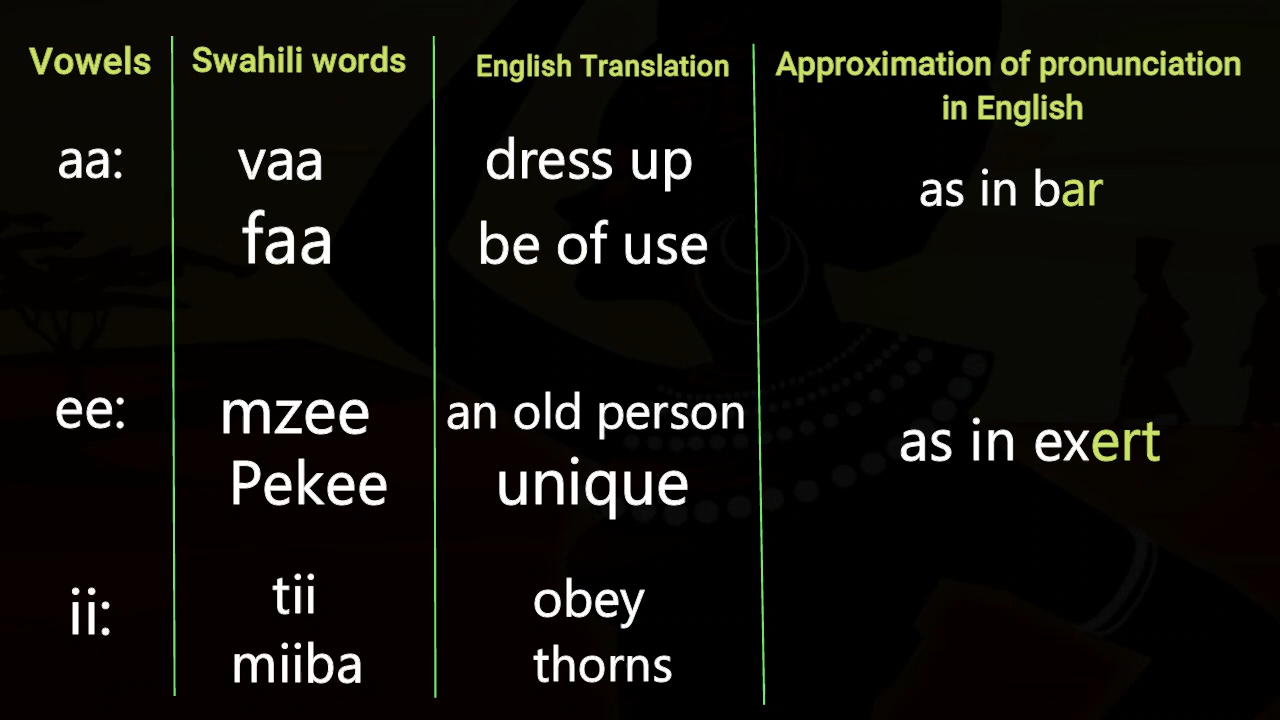 Vowels Swahili words English Translation Approximation of pronunciation
in English
aa: vaa dress up as in bar
faa be of use
ee: mzee an old person as in exert
Pekee unique
ii: tii obey
miiba thorns